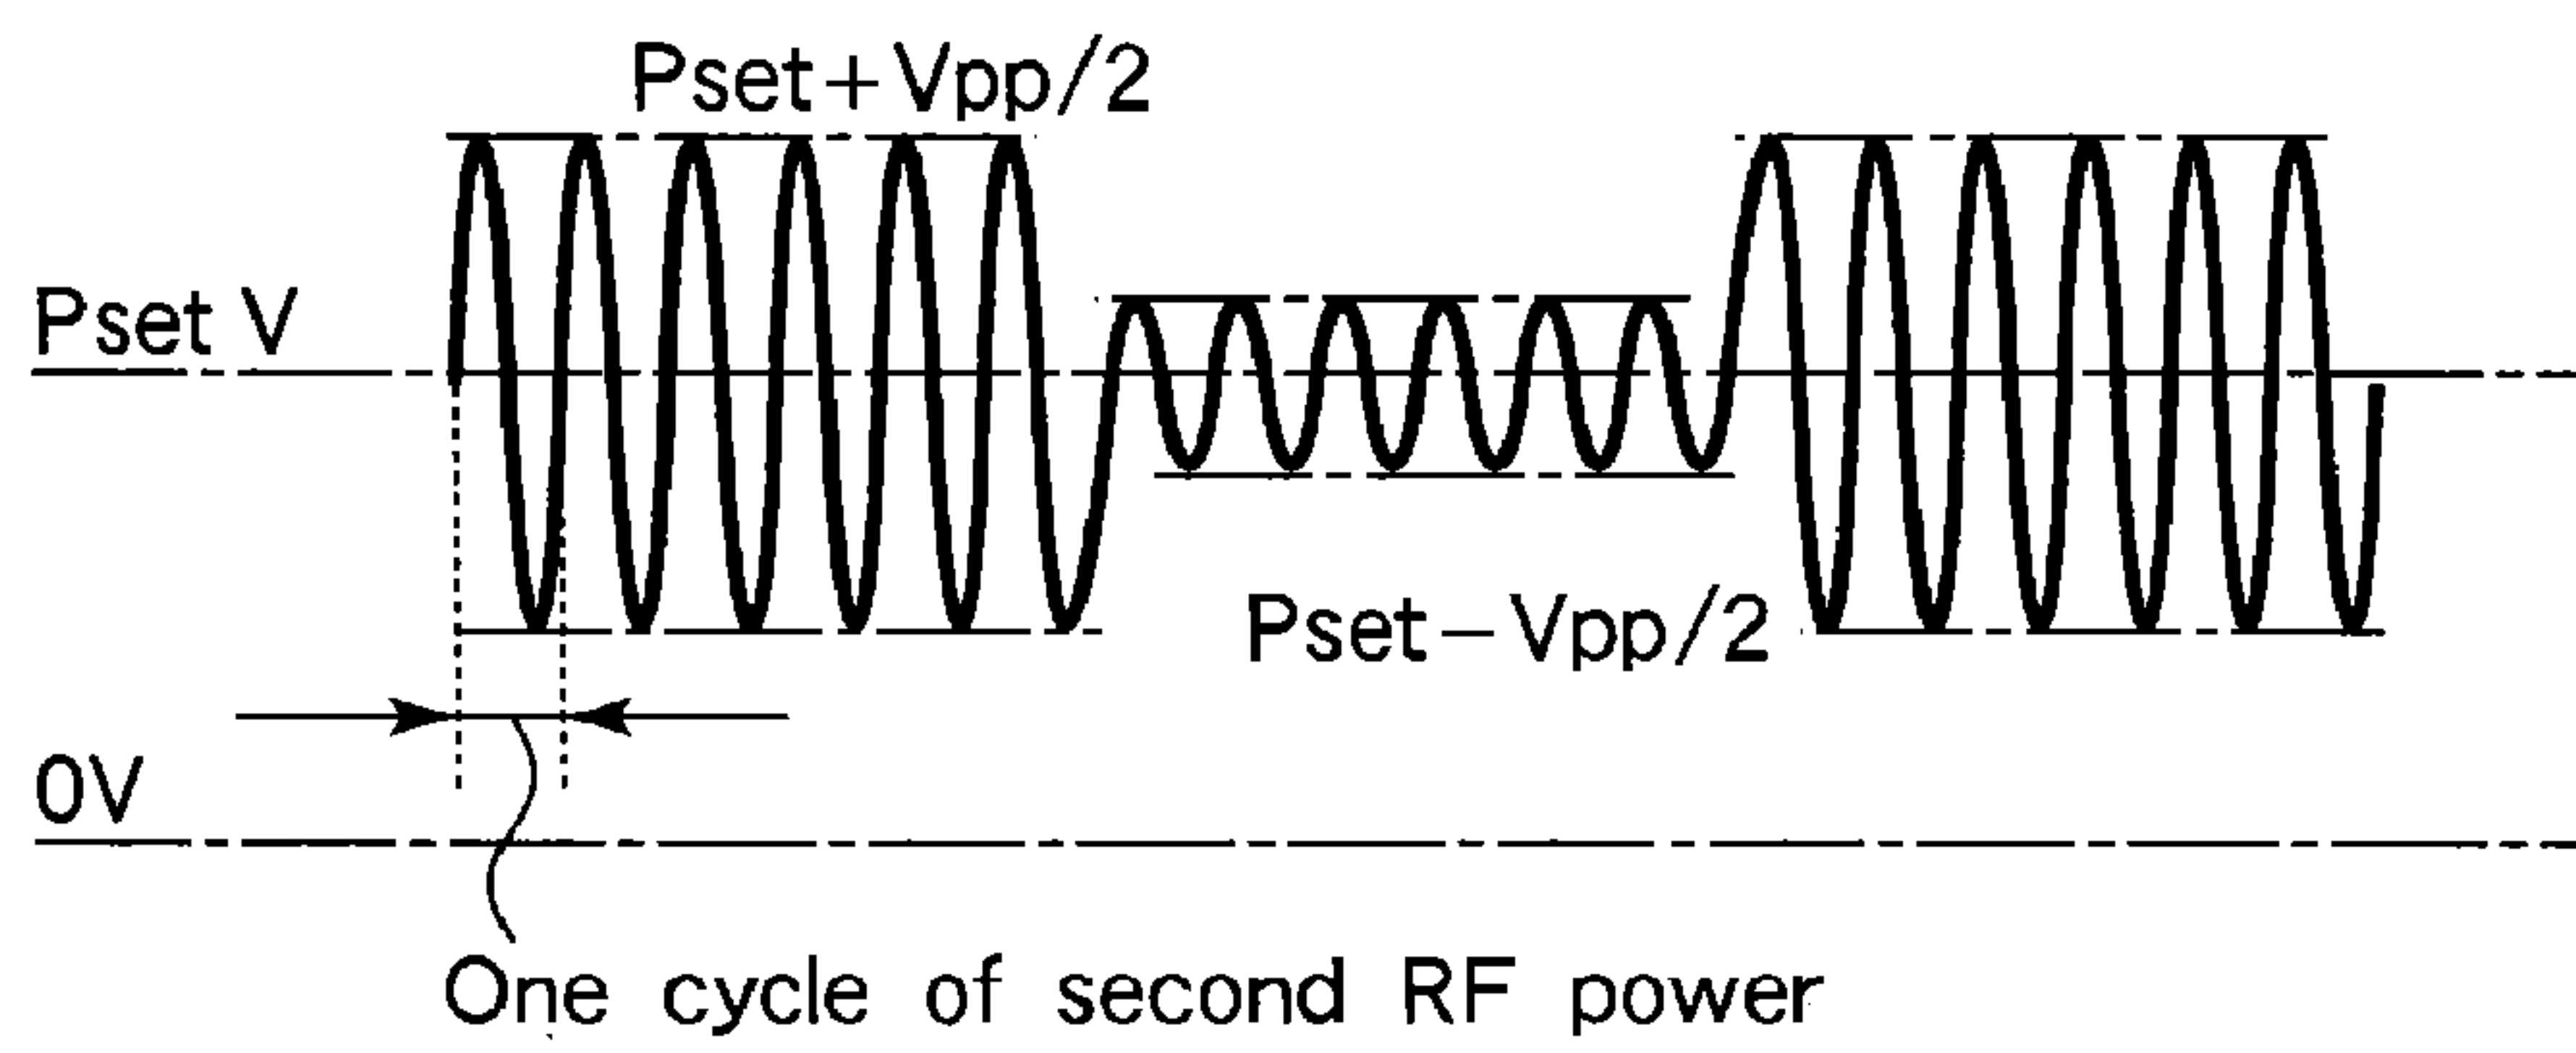 Pset+Vpp/2
Pset V
Pset−Vpp/2
0V
One cycle of second RF power